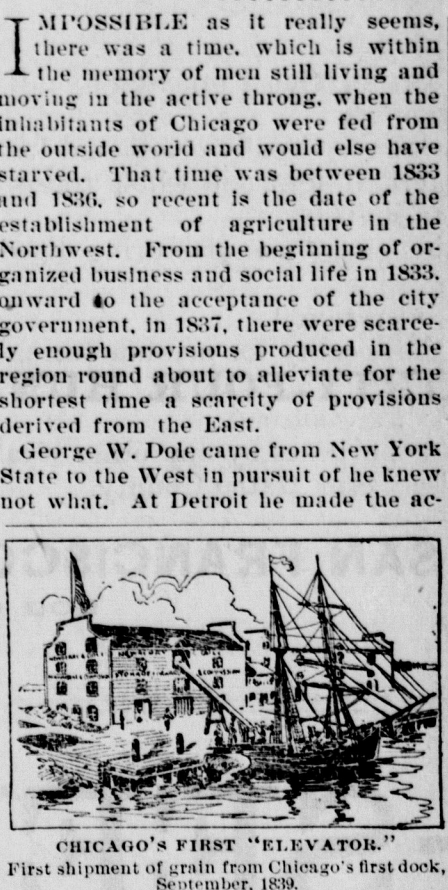 IMPOSSIBLE as it really seems,
there was a time, which is within
the memory of men still living and
moving in the active throng, when the
inhabitants of Chicago were fed from
the outside world and would else have
starved. That time was between 1833
and 1836, so recent is the date of the
establishment of agriculture in the
Northwest. From the beginning of or-
ganized business and social life in 1833,
onward to the acceptance of the city
government, in 1837, there were scarce-
ly enough provisions produced in the
region round about to alleviate for the
shortest time a scarcity of provisions
derived from the East.
George W. Dole came from New York
State to the West in pursuit of he knew
not what. At Detroit he made the ac-
CHICAGO'S FIRST "ELEVATOR."
First shipment of grain from Chicago's first dock,
September, 1839.